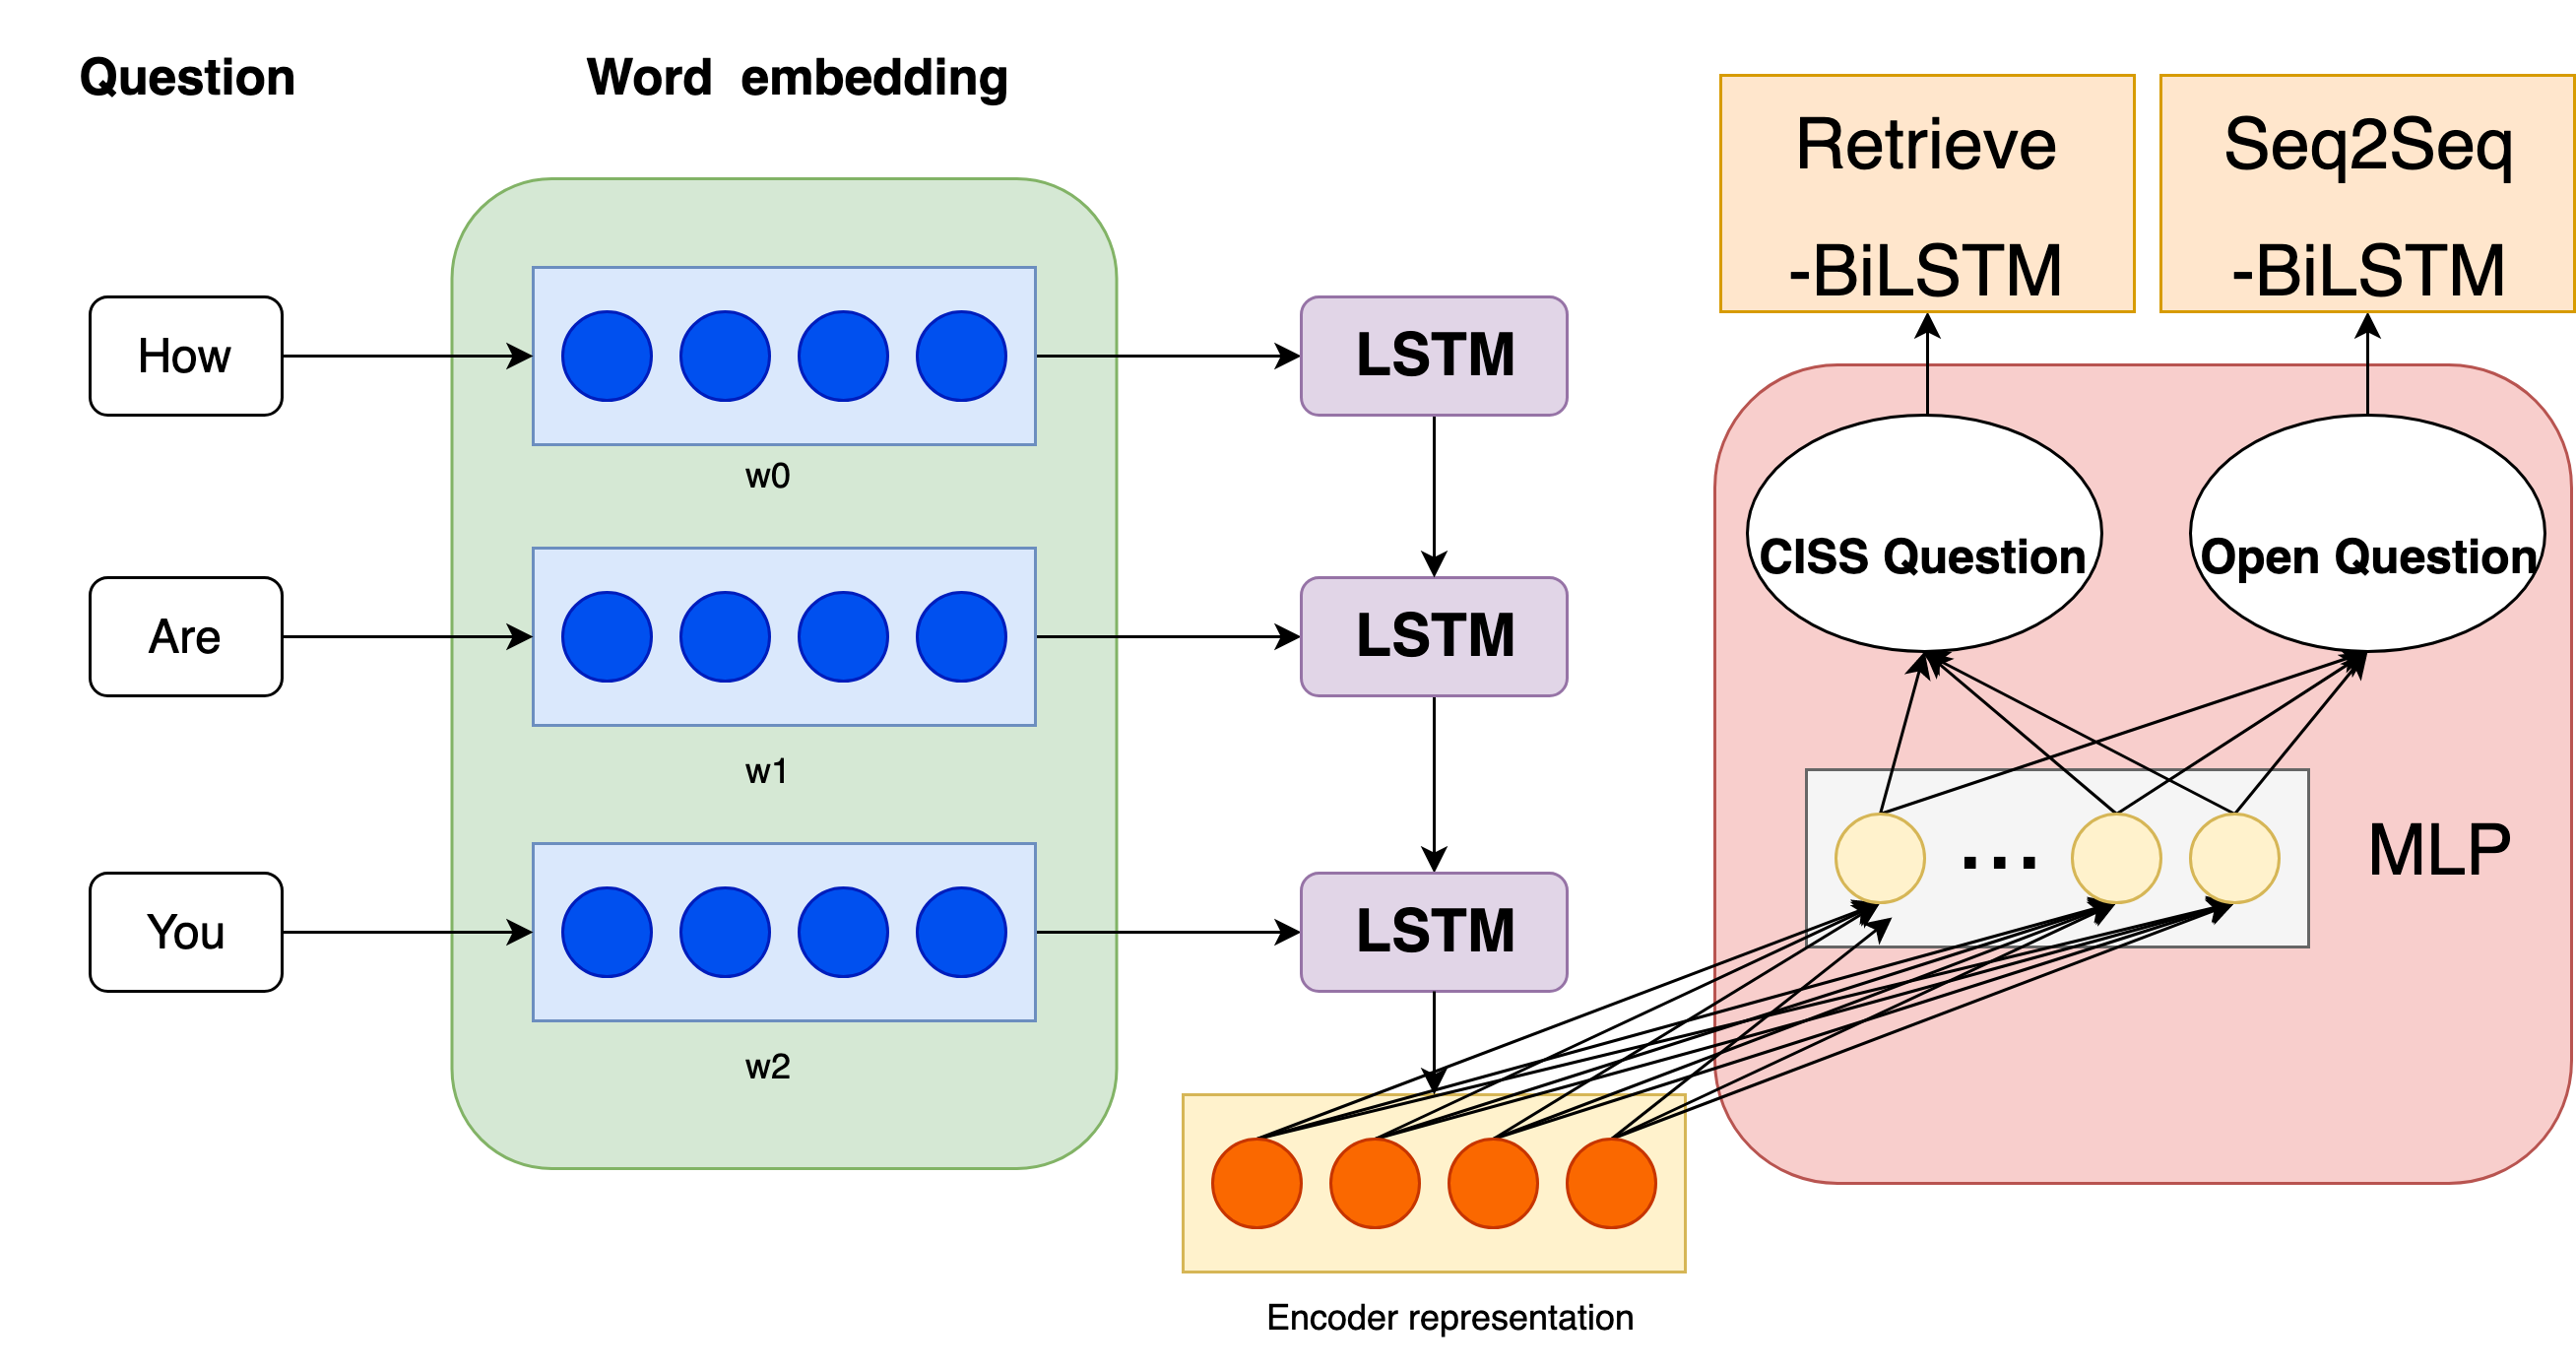 Question
Word embedding
How
Are
You
w0
w1
w2
LSTM
LSTM
LSTM
Encoder representation
Retrieve
-BiLSTM
Seq2Seq
-BiLSTM
CISS Question
Open Question
...
MLP